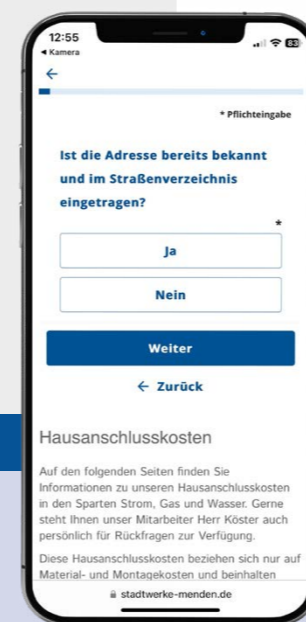 12:55
83
◄ Kamera
←
* Pflichteingabe
Ist die Adresse bereits bekannt
und im Straßenverzeichnis
eingetragen?
*
Ja
Nein
Weiter
← Zurück
Hausanschlusskosten
Auf den folgenden Seiten finden Sie
Informationen zu unseren Hausanschlusskosten
in den Sparten Strom, Gas und Wasser. Gerne
steht Ihnen unser Mitarbeiter Herr Köster auch
persönlich für Rückfragen zur Verfügung.
Diese Hausanschlusskosten beziehen sich nur auf
Material- und Montagekosten und beinhalten
stadtwerke-menden.de